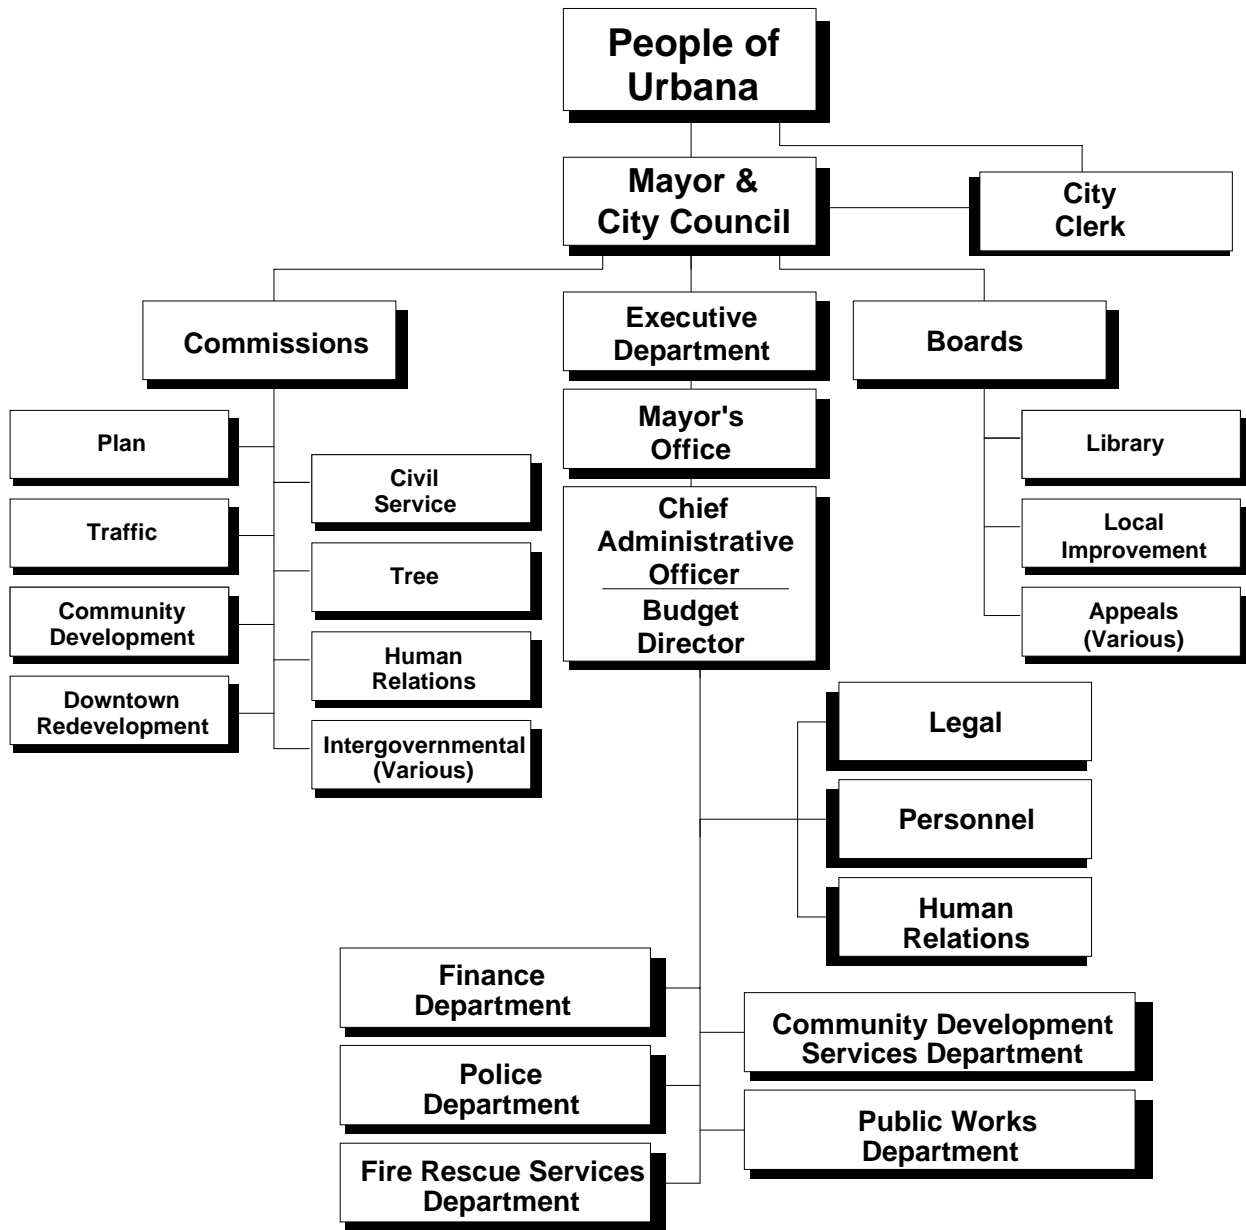 People of
Urbana
Mayor &
City Council
City
Clerk
Commissions
Executive
Department
Boards
Plan
Traffic
Community
Development
Downtown
Redevelopment
Civil
Service
Tree
Human
Relations
Intergovernmental
(Various)
Mayor's
Office
Chief
Administrative
Officer
Budget
Director
Library
Local
Improvement
Appeals
(Various)
Legal
Personnel
Human
Relations
Finance
Department
Police
Department
Fire Rescue Services
Department
Community Development
Services Department
Public Works
Department